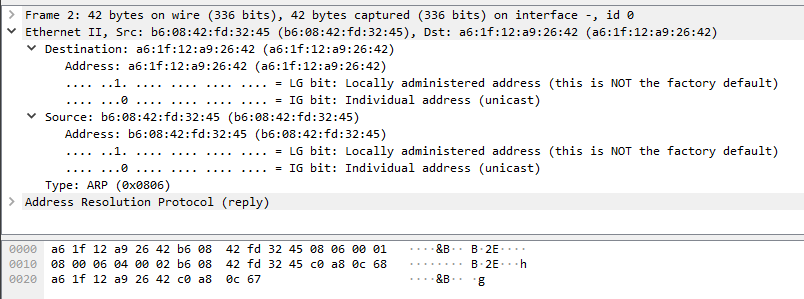 Frame 2: 42 bytes on wire (336 bits), 42 bytes captured (336 bits) on interface -, id 0
Ethernet II, Src: b6:08:42:fd:32:45 (b6:08:42:fd:32:45), Dst: a6:1f:12:a9:26:42 (a6:1f:12:a9:26:42)
Destination: a6:1f:12:a9:26:42 (a6:1f:12:a9:26:42)
Address: a6:1f:12:a9:26:42 (a6:1f:12:a9:26:42)
.... ..1. .... .... .... .... = LG bit: Locally administered address (this is NOT the factory default)
.... ...0 .... .... .... .... = IG bit: Individual address (unicast)
Source: b6:08:42:fd:32:45 (b6:08:42:fd:32:45)
Address: b6:08:42:fd:32:45 (b6:08:42:fd:32:45)
.... ..1. .... .... .... .... = LG bit: Locally administered address (this is NOT the factory default)
.... ...0 .... .... .... .... = IG bit: Individual address (unicast)
Type: ARP (0x0806)
Address Resolution Protocol (reply)
0000 a6 1f 12 a9 26 42 b6 08 42 fd 32 45 08 06 00 01 ····&B·· B·2E····
0010 08 00 06 04 00 02 b6 08 42 fd 32 45 c0 a8 0c 68 ········ B·2E···h
0020 a6 1f 12 a9 26 42 c0 a8 0c 67 ····&B·· ·g